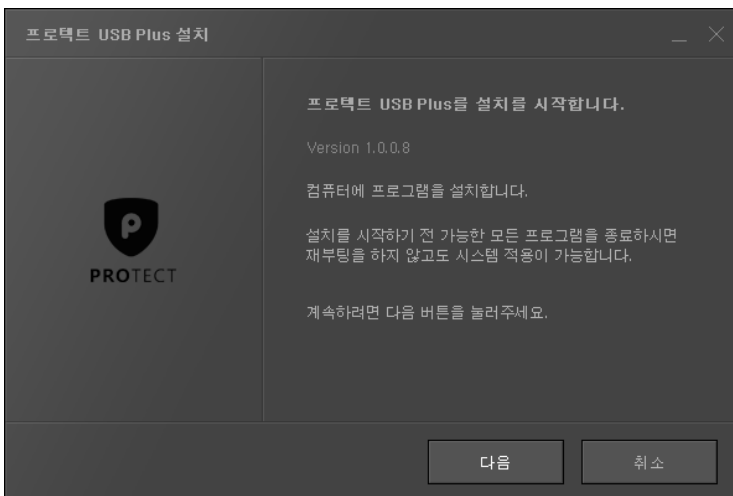 프로텍트 USB Plus 설치
프로텍트 USB Plus를 설치를 시작합니다.
Version 1.0.0.8
컴퓨터에 프로그램을 설치합니다.
설치를 시작하기 전 가능한 모든 프로그램을 종료하시면
재부팅을 하지 않고도 시스템 적용이 가능합니다.
PROTECT
계속하려면 다음 버튼을 눌러주세요.
다음
취소